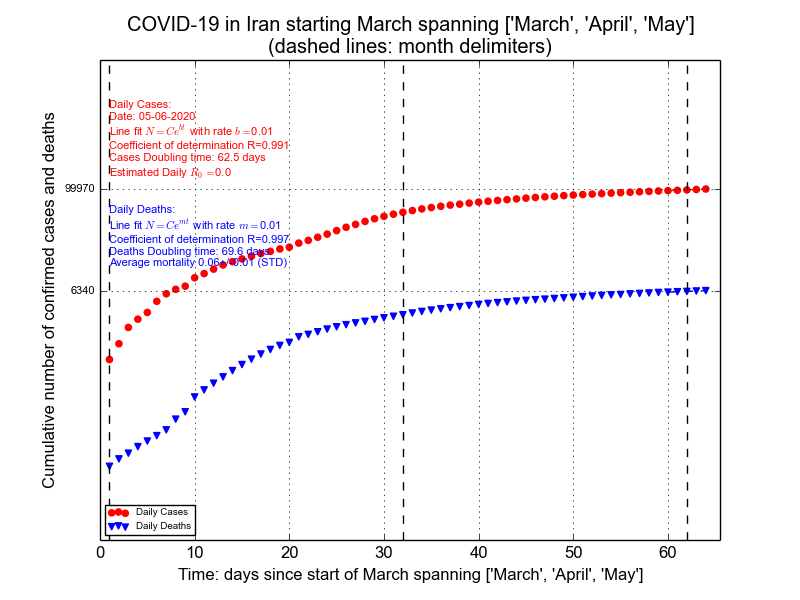 COVID-19 in Iran starting March spanning ['March', 'April', 'May']
(dashed lines: month delimiters)
Cumulative number of confirmed cases and deaths
Daily Cases:
Date: 05-06-2020
Line fit N = Ce^{bt} with rate b = 0.01
Coefficient of determination R=0.991
Cases Doubling time: 62.5 days
Estimated Daily R_0 = 0.0
99970
Daily Deaths:
Line fit N = Ce^{mt} with rate m = 0.01
Coefficient of determination R=0.997
Deaths Doubling time: 69.6 days
Average mortality 0.06+/-0.01 (STD)
6340
Daily Cases
Daily Deaths
0 10 20 30 40 50 60
Time: days since start of March spanning ['March', 'April', 'May']